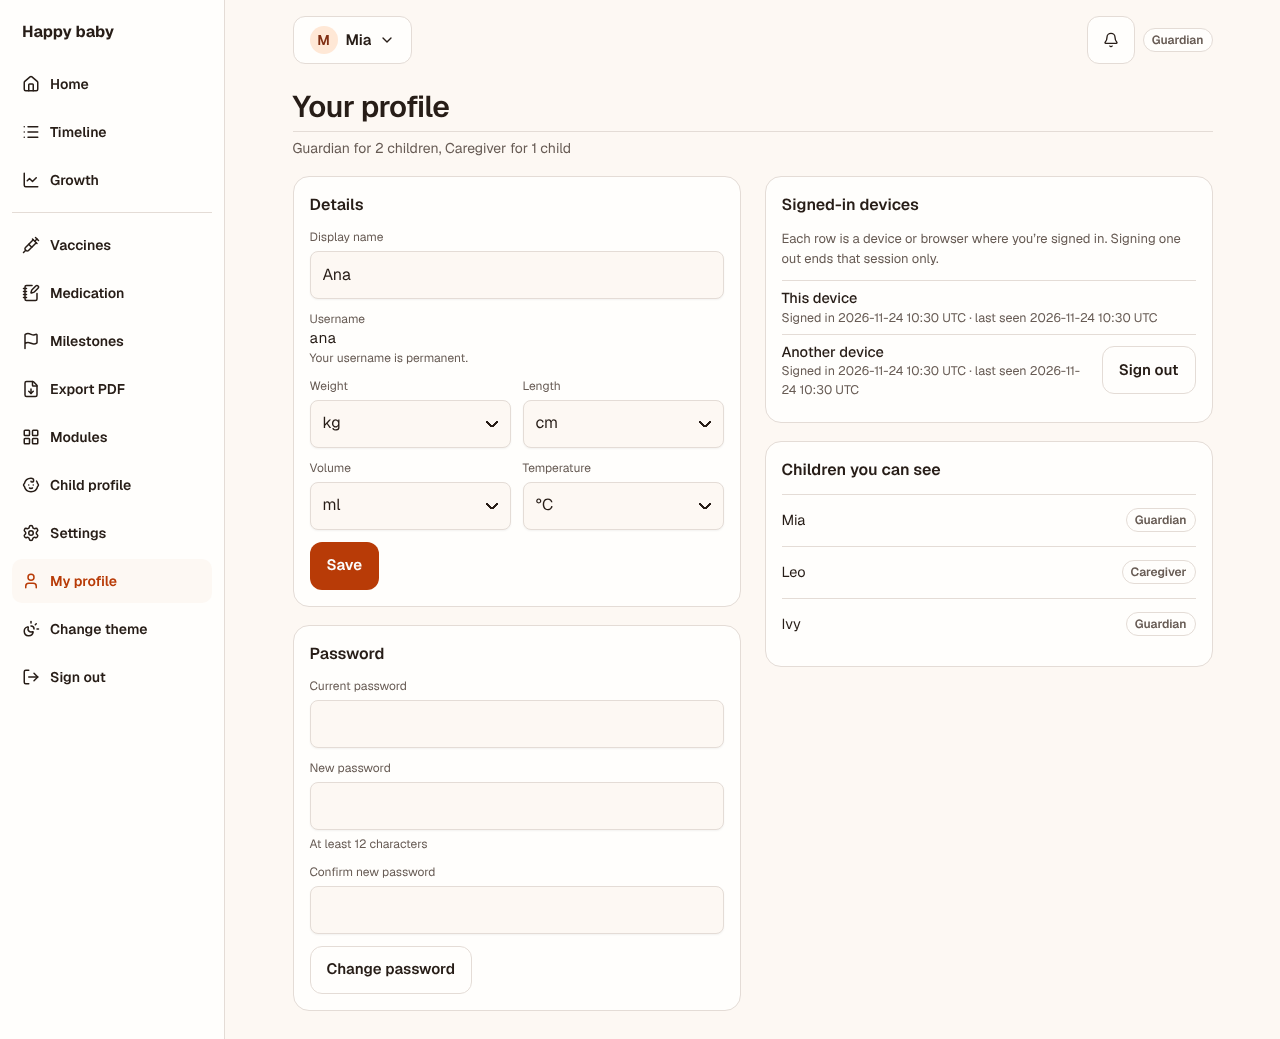 Happy baby
Home
Timeline
Growth
Vaccines
Medication
Milestones
Export PDF
Modules
Child profile
Settings
My profile
Change theme
Sign out
M Mia
Guardian
Your profile
Guardian for 2 children, Caregiver for 1 child
Details
Display name
Ana
Username
ana
Your username is permanent.
Weight Length
kg cm
Volume Temperature
ml °C
Save
Password
Current password
New password
At least 12 characters
Confirm new password
Change password
Signed-in devices
Each row is a device or browser where you’re signed in. Signing one
out ends that session only.
This device
Signed in 2026-11-24 10:30 UTC · last seen 2026-11-24 10:30 UTC
Another device
Signed in 2026-11-24 10:30 UTC · last seen 2026-11-
24 10:30 UTC
Sign out
Children you can see
Mia Guardian
Leo Caregiver
Ivy Guardian